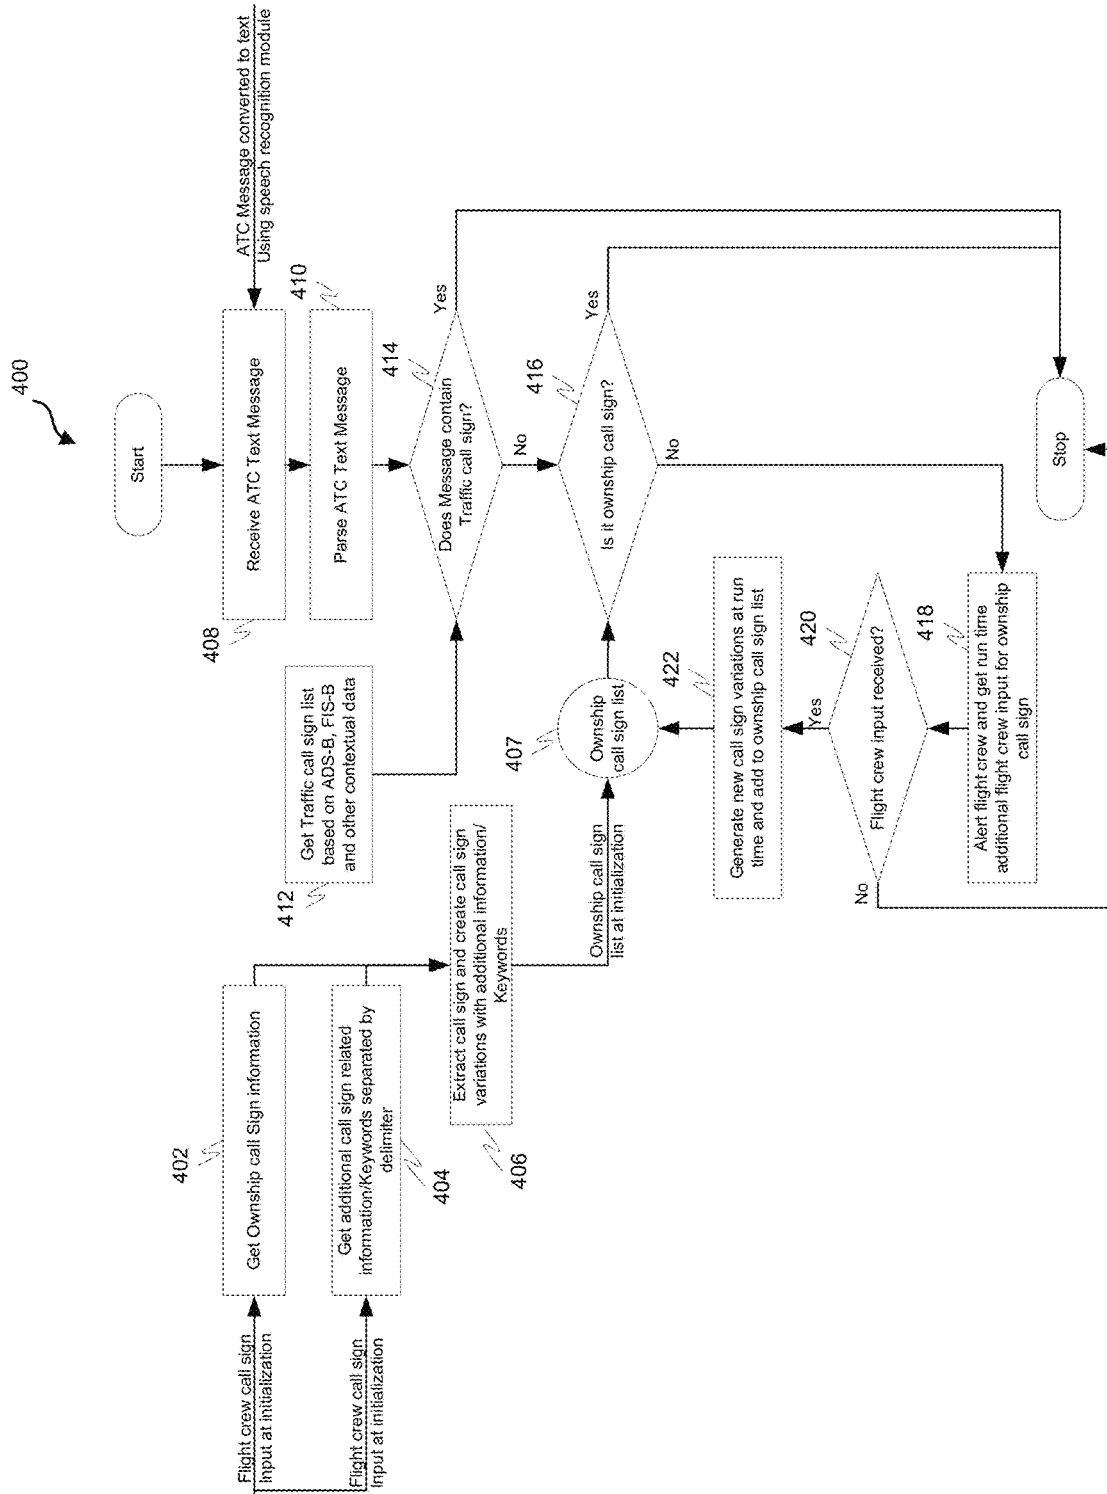 400
Start
ATC Message converted to text
Using speech recognition module
Receive ATC Text Message
408
Parse ATC Text Message
410
Get Traffic call sign list
based on ADS-B, FIS-B
and other contextual data
412
Does Message contain
Traffic call sign?
414
Yes
No
Is it ownship call sign?
416
Yes
No
Flight crew call sign
Input at initialization
Get Ownship call Sign information
402
Flight crew call sign
Input at initialization
Get additional call sign related
information/Keywords separated by
delimiter
404
Extract call sign and create call sign
variations with additional information/
Keywords
406
Ownship call sign
list at initialization
Ownship
call sign list
407
Generate new call sign variations at run
time and add to ownship call sign list
422
Yes
Flight crew input received?
420
No
Alert flight crew and get run time
additional flight crew input for ownship
call sign
418
Stop